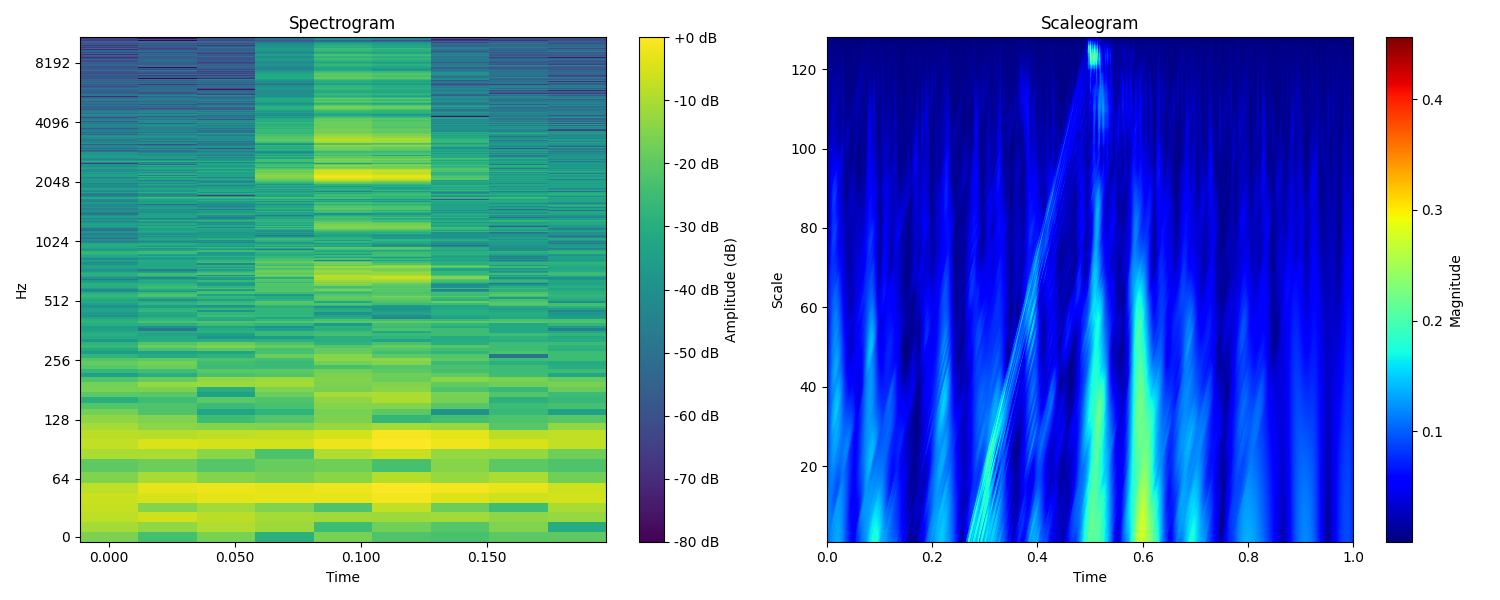 Spectrogram
Hz
8192
4096
2048
1024
512
256
128
64
0
0.000 0.050 0.100 0.150
Time
+0 dB
-10 dB
-20 dB
-30 dB
-40 dB
-50 dB
-60 dB
-70 dB
-80 dB
Amplitude (dB)
Scaleogram
Scale
120
100
80
60
40
20
0.0 0.2 0.4 0.6 0.8 1.0
Time
0.4
0.3
0.2
0.1
Magnitude